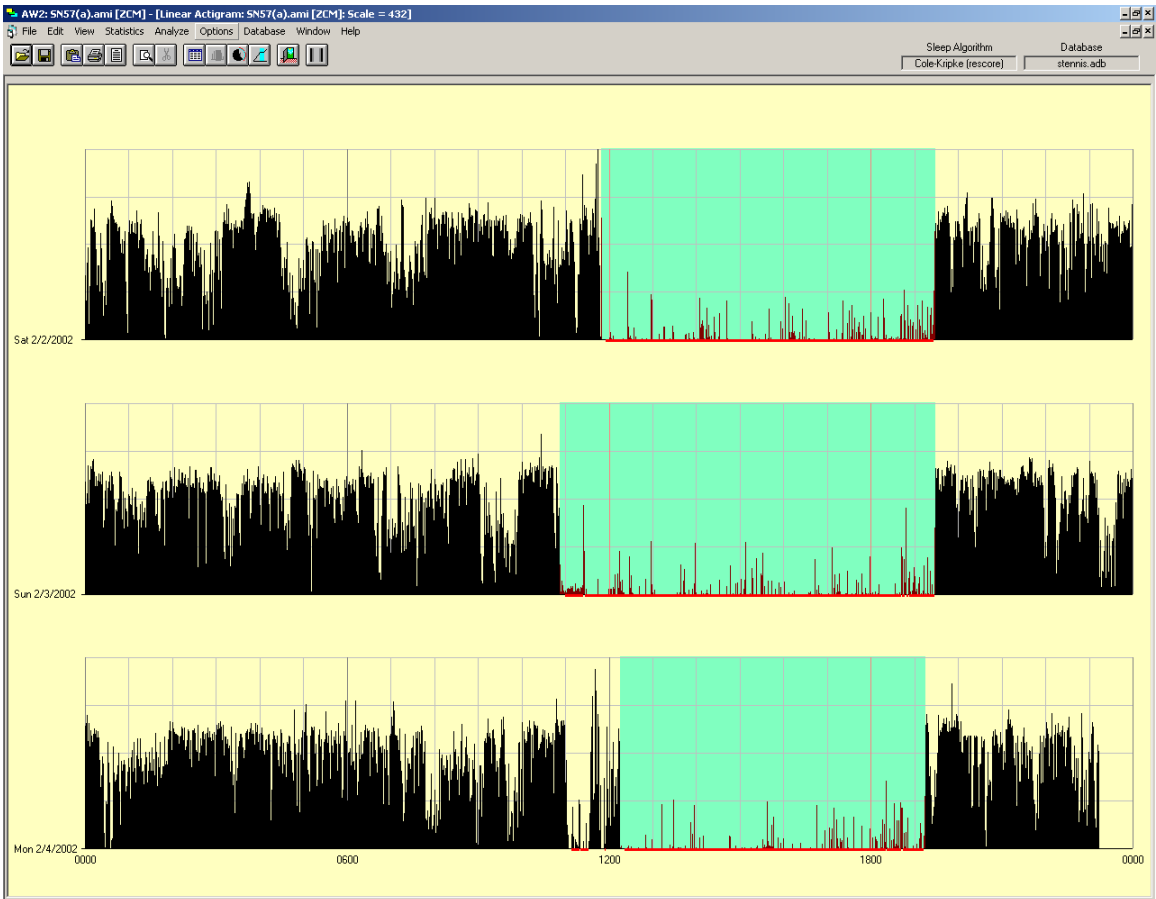 AW2: SN57(a).ami [ZCM] - [Linear Actigram: SN57(a).ami [ZCM]: Scale = 432]
File Edit View Statistics Analyze Options Database Window Help
Sleep Algorithm Database
Cole-Kripke (rescore) stennis.adb
Sat 2/2/2002
Sun 2/3/2002
Mon 2/4/2002
0000 0600 1200 1800 0000